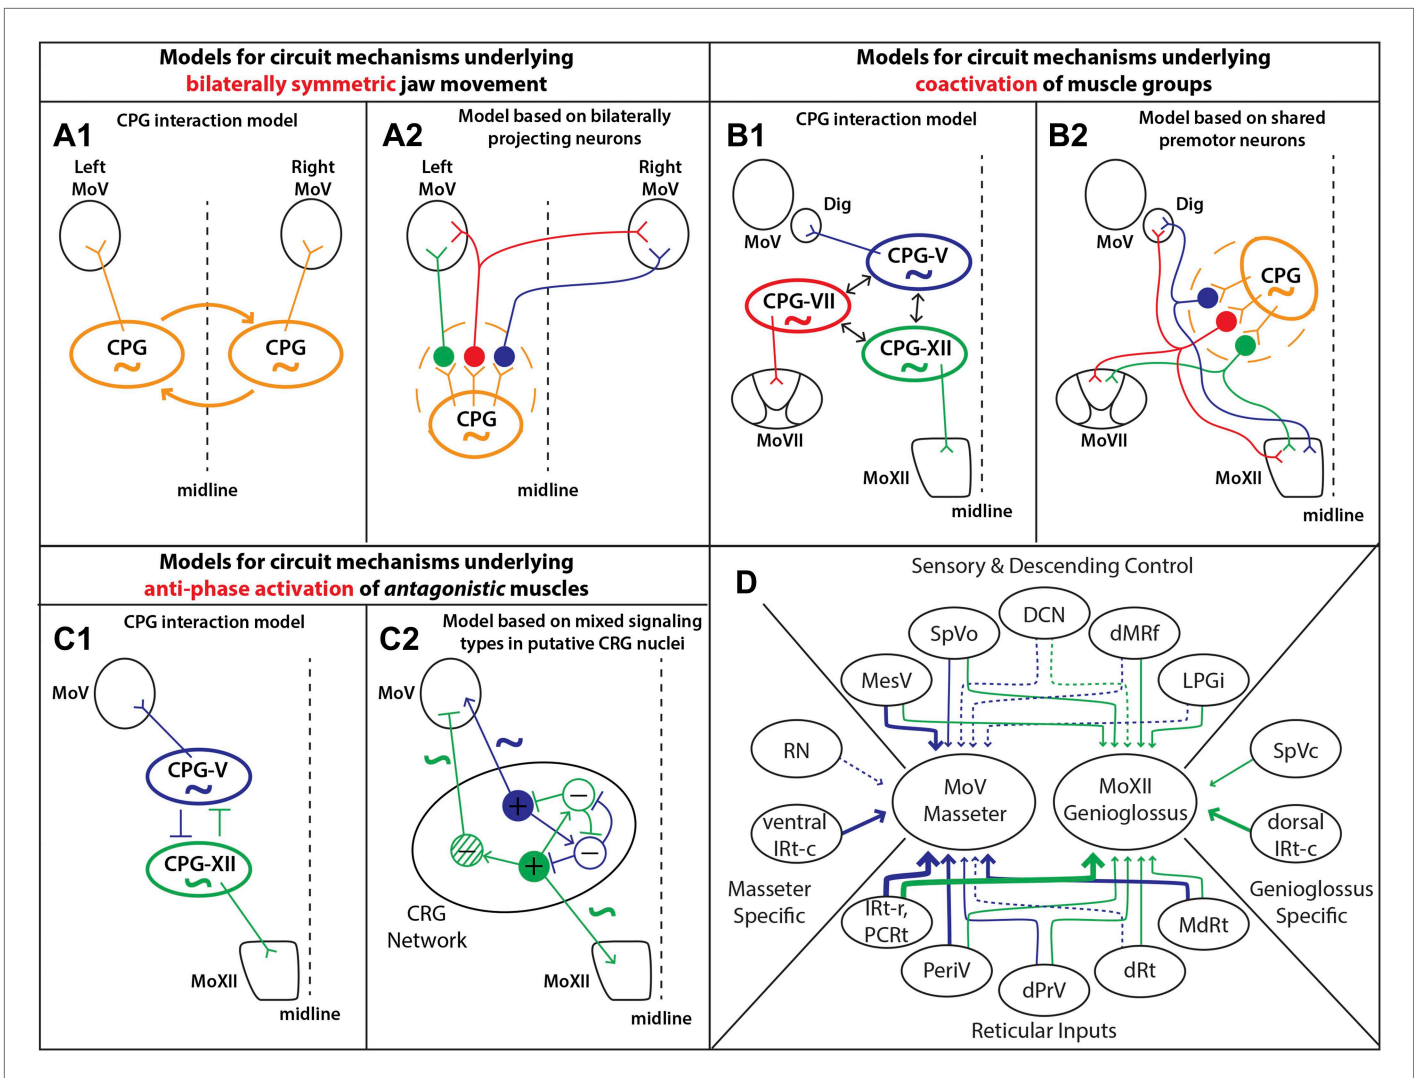 Models for circuit mechanisms underlying
bilaterally symmetric jaw movement
A1
CPG interaction model
Left
MoV
Right
MoV
CPG
~
CPG
~
midline
A2
Model based on bilaterally
projecting neurons
Left
MoV
Right
MoV
CPG
~
midline
Models for circuit mechanisms underlying
coactivation of muscle groups
B1
CPG interaction model
MoV
Dig
CPG-V
~
CPG-VII
~
CPG-XII
~
MoVII
MoXII
midline
B2
Model based on shared
premotor neurons
MoV
Dig
CPG
~
MoVII
MoXII
midline
Models for circuit mechanisms underlying
anti-phase activation of antagonistic muscles
C1
CPG interaction model
MoV
CPG-V
~
CPG-XII
~
MoXII
midline
C2
Model based on mixed signaling
types in putative CRG nuclei
MoV
~
~
+
−
−
−
+
~
CRG
Network
MoXII
midline
D
Sensory & Descending Control
DCN
SpVo
dMRf
MesV
LPGi
RN
SpVc
MoV
Masseter
MoXII
Genioglossus
ventral
IRt-c
dorsal
IRt-c
Masseter
Specific
Genioglossus
Specific
IRt-r,
PCRt
MdRt
PeriV
dRt
dPrV
Reticular Inputs